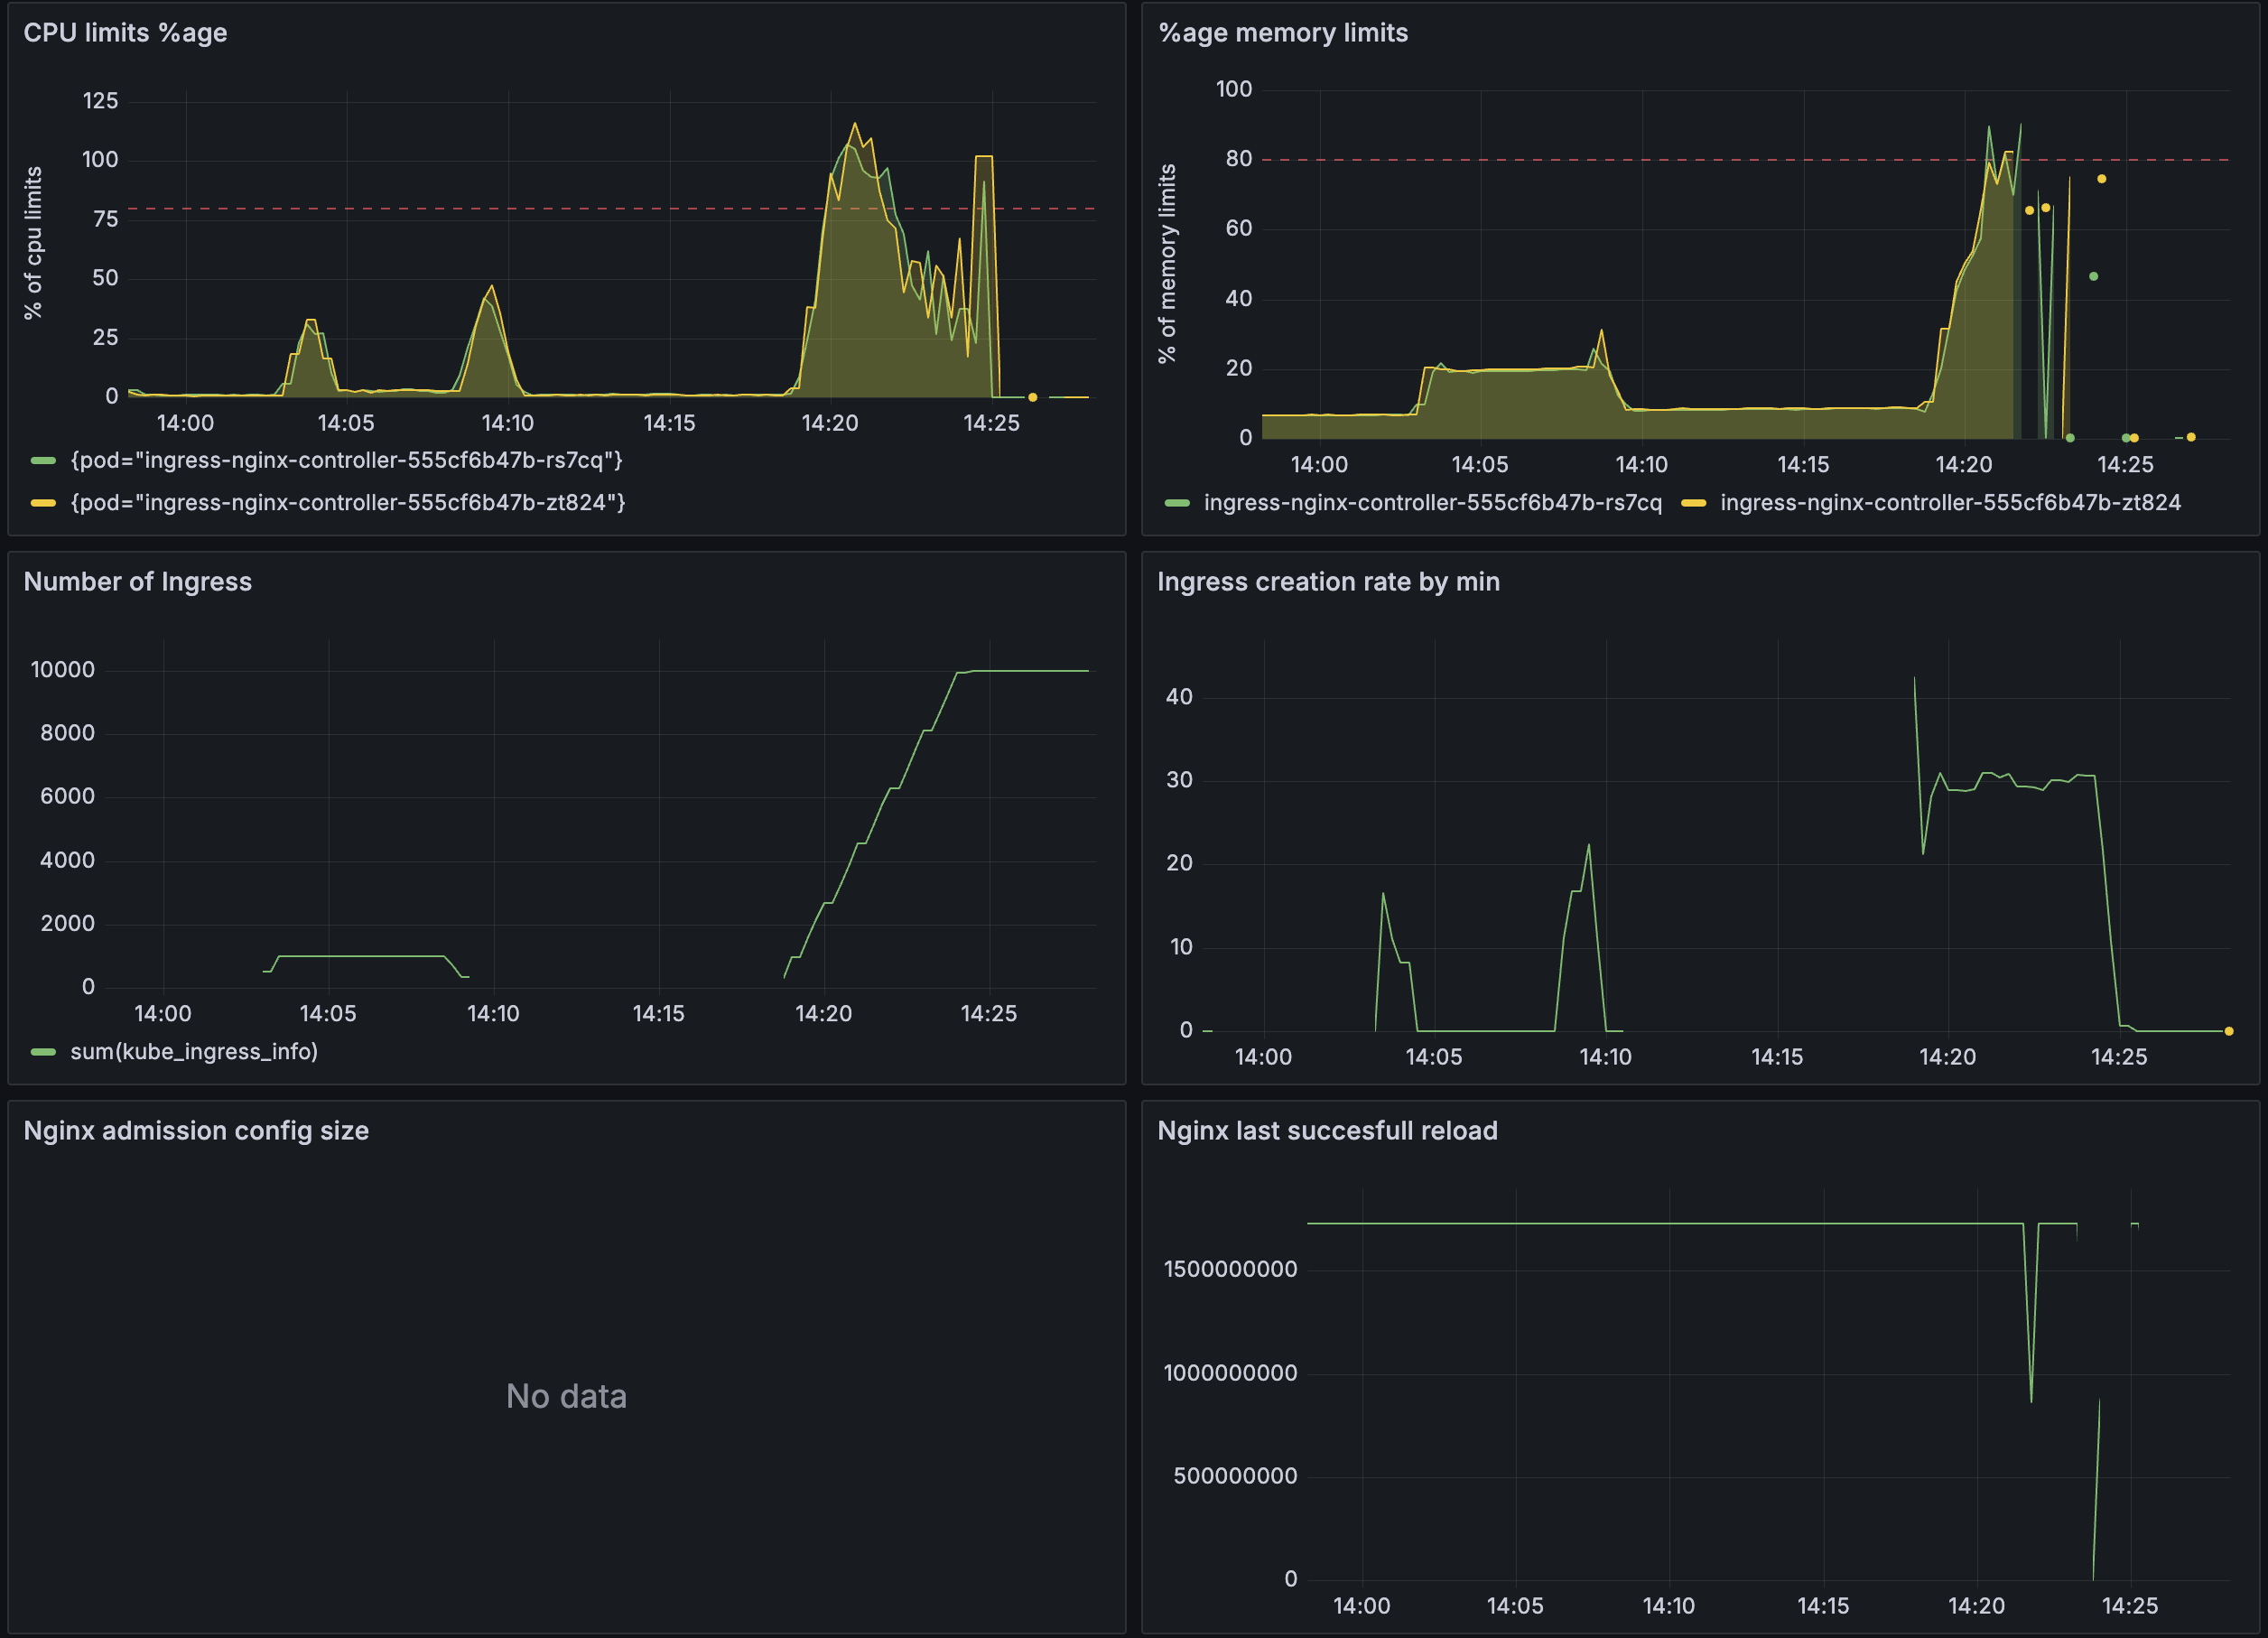 CPU limits %age
% of cpu limits
125
100
75
50
25
0
14:00 14:05 14:10 14:15 14:20 14:25
{pod="ingress-nginx-controller-555cf6b47b-rs7cq"}
{pod="ingress-nginx-controller-555cf6b47b-zt824"}
%age memory limits
% of memory limits
100
80
60
40
20
0
14:00 14:05 14:10 14:15 14:20 14:25
ingress-nginx-controller-555cf6b47b-rs7cq ingress-nginx-controller-555cf6b47b-zt824
Number of Ingress
10000
8000
6000
4000
2000
0
14:00 14:05 14:10 14:15 14:20 14:25
sum(kube_ingress_info)
Ingress creation rate by min
40
30
20
10
0
14:00 14:05 14:10 14:15 14:20 14:25
Nginx admission config size
No data
Nginx last succesfull reload
1500000000
1000000000
500000000
0
14:00 14:05 14:10 14:15 14:20 14:25